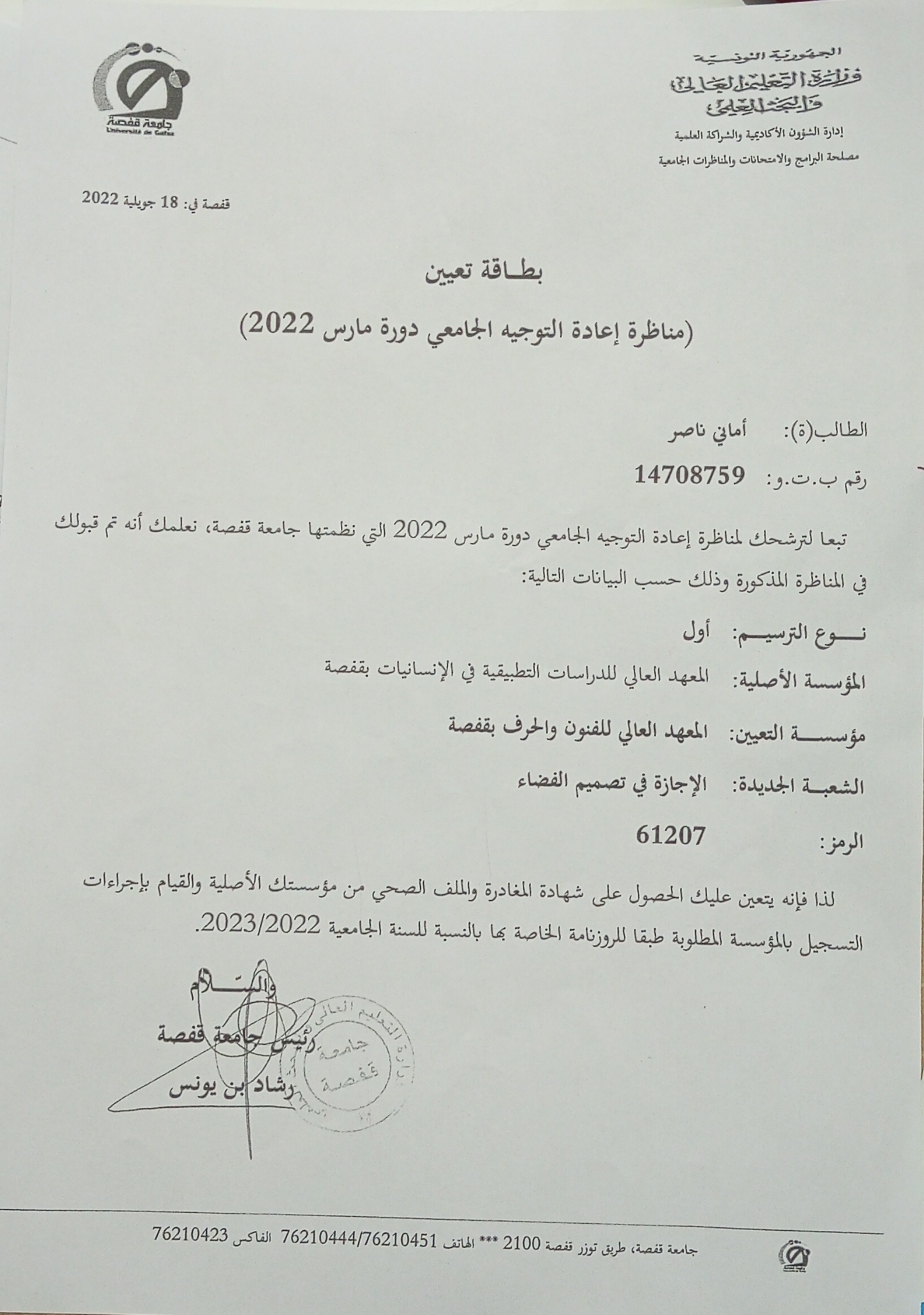 الجمهورية التونسية
وزارة التعليم العالي
والبحث العلمي
إدارة الشؤون الأكاديمية والشراكة العلمية
مصلحة البرامج والامتحانات والمناظرات الجامعية
جامعة قفصة
Université de Gafsa
قفصة في: 18 جويلية 2022
بطـاقة تعيين
(مناظرة إعادة التوجيه الجامعي دورة مارس 2022)
الطالب(ة): أماني ناصر
رقم ب.ت.و: 14708759
تبعا لترشحك لمناظرة إعادة التوجيه الجامعي دورة مارس 2022 التي نظمتها جامعة قفصة، نعلمك أنه تم قبولك
في المناظرة المذكورة وذلك حسب البيانات التالية:
نـــوع الترسيـــم: أول
المؤسسة الأصلية: المعهد العالي للدراسات التطبيقية في الإنسانيات بقفصة
مؤسســـة التعيين: المعهد العالي للفنون والحرف بقفصة
الشعبـــة الجديدة: الإجازة في تصميم الفضاء
الرمز: 61207
لذا فإنه يتعين عليك الحصول على شهادة المغادرة والملف الصحي من مؤسستك الأصلية والقيام بإجراءات
التسجيل بالمؤسسة المطلوبة طبقا للروزنامة الخاصة بها بالنسبة للسنة الجامعية 2023/2022.
والسّـــلام
رئيس جامعة قفصة
رشاد بن يونس
جامعة
قفصة
جامعة قفصة، طريق توزر قفصة 2100 *** الهاتف 76210444/76210451 الفاكس 76210423